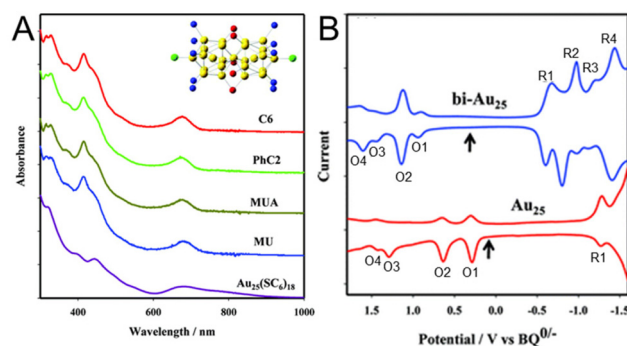 A
C6
PhC2
MUA
MU
Au25(SC6)18
Absorbance
400 600 800 1000
Wavelength / nm
B
R1
R2
R3
R4
bi-Au25
O4
O3
O2
O1
Au25
O4
O3
O2
O1
R1
Current
1.5 1.0 0.5 0.0 -0.5 -1.0 -1.5
Potential / V vs BQ0/-